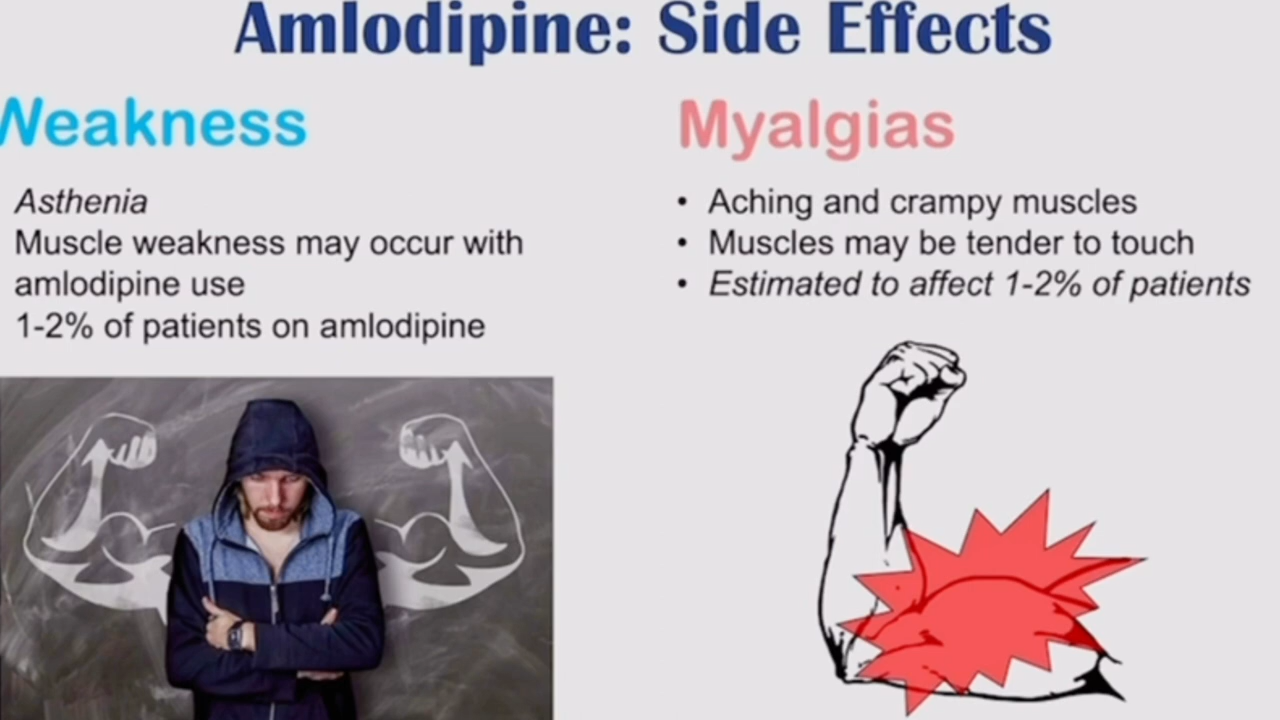 Amlodipine: Side Effects
Weakness
Asthenia
Muscle weakness may occur with
amlodipine use
1-2% of patients on amlodipine
Myalgias
• Aching and crampy muscles
• Muscles may be tender to touch
• Estimated to affect 1-2% of patients